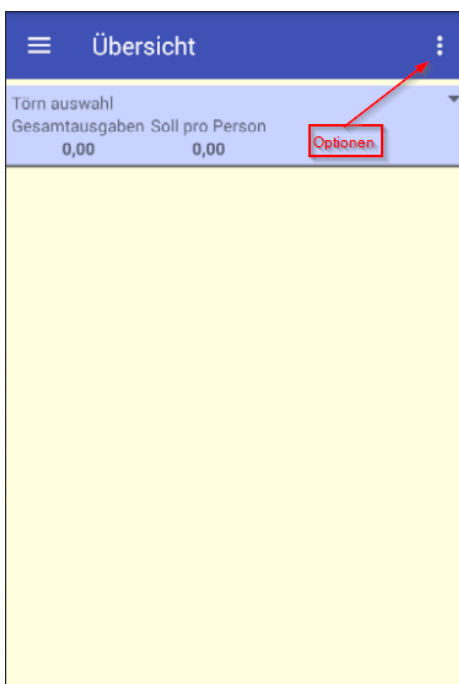 Übersicht
Törn auswahl
Gesamtausgaben Soll pro Person
0,00 0,00
Optionen